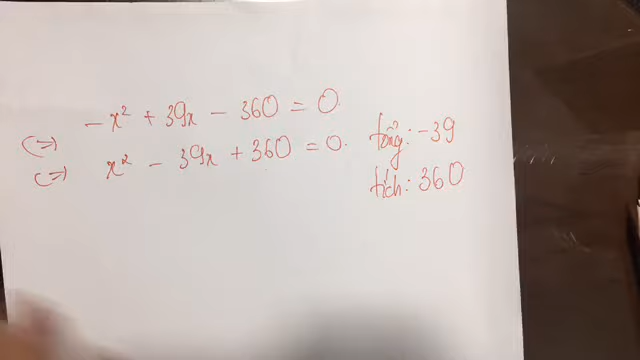 - x² + 39x - 360 = 0.
(=) x² - 39x + 360 = 0.
(=)
tổng: -39
tích: 360